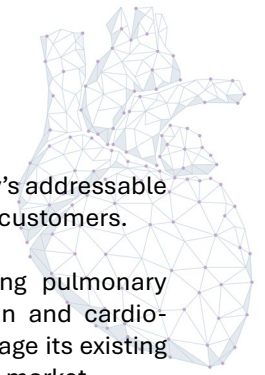 's addressable
customers.
ng pulmonary
n and cardio-
age its existing
market